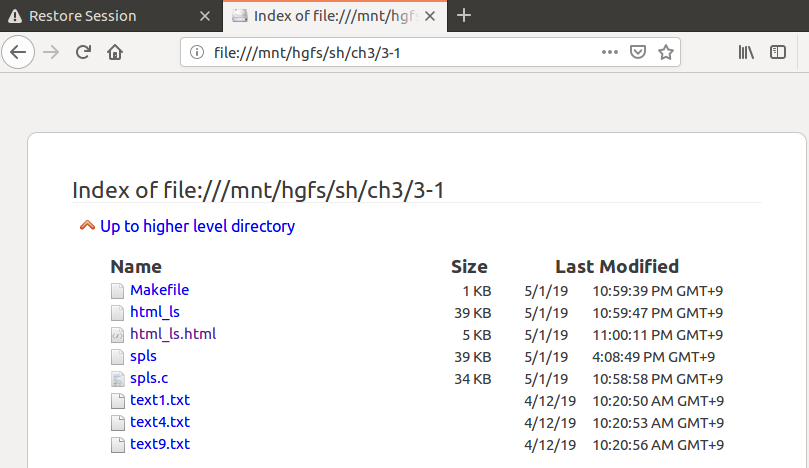 Restore Session
Index of file:///mnt/hgfs
file:///mnt/hgfs/sh/ch3/3-1
Index of file:///mnt/hgfs/sh/ch3/3-1
Up to higher level directory
Name Size Last Modified
Makefile 1 KB 5/1/19 10:59:39 PM GMT+9
html_ls 39 KB 5/1/19 10:59:47 PM GMT+9
html_ls.html 5 KB 5/1/19 11:00:11 PM GMT+9
spls 39 KB 5/1/19 4:08:49 PM GMT+9
spls.c 34 KB 5/1/19 10:58:58 PM GMT+9
text1.txt 4/12/19 10:20:50 AM GMT+9
text4.txt 4/12/19 10:20:53 AM GMT+9
text9.txt 4/12/19 10:20:56 AM GMT+9